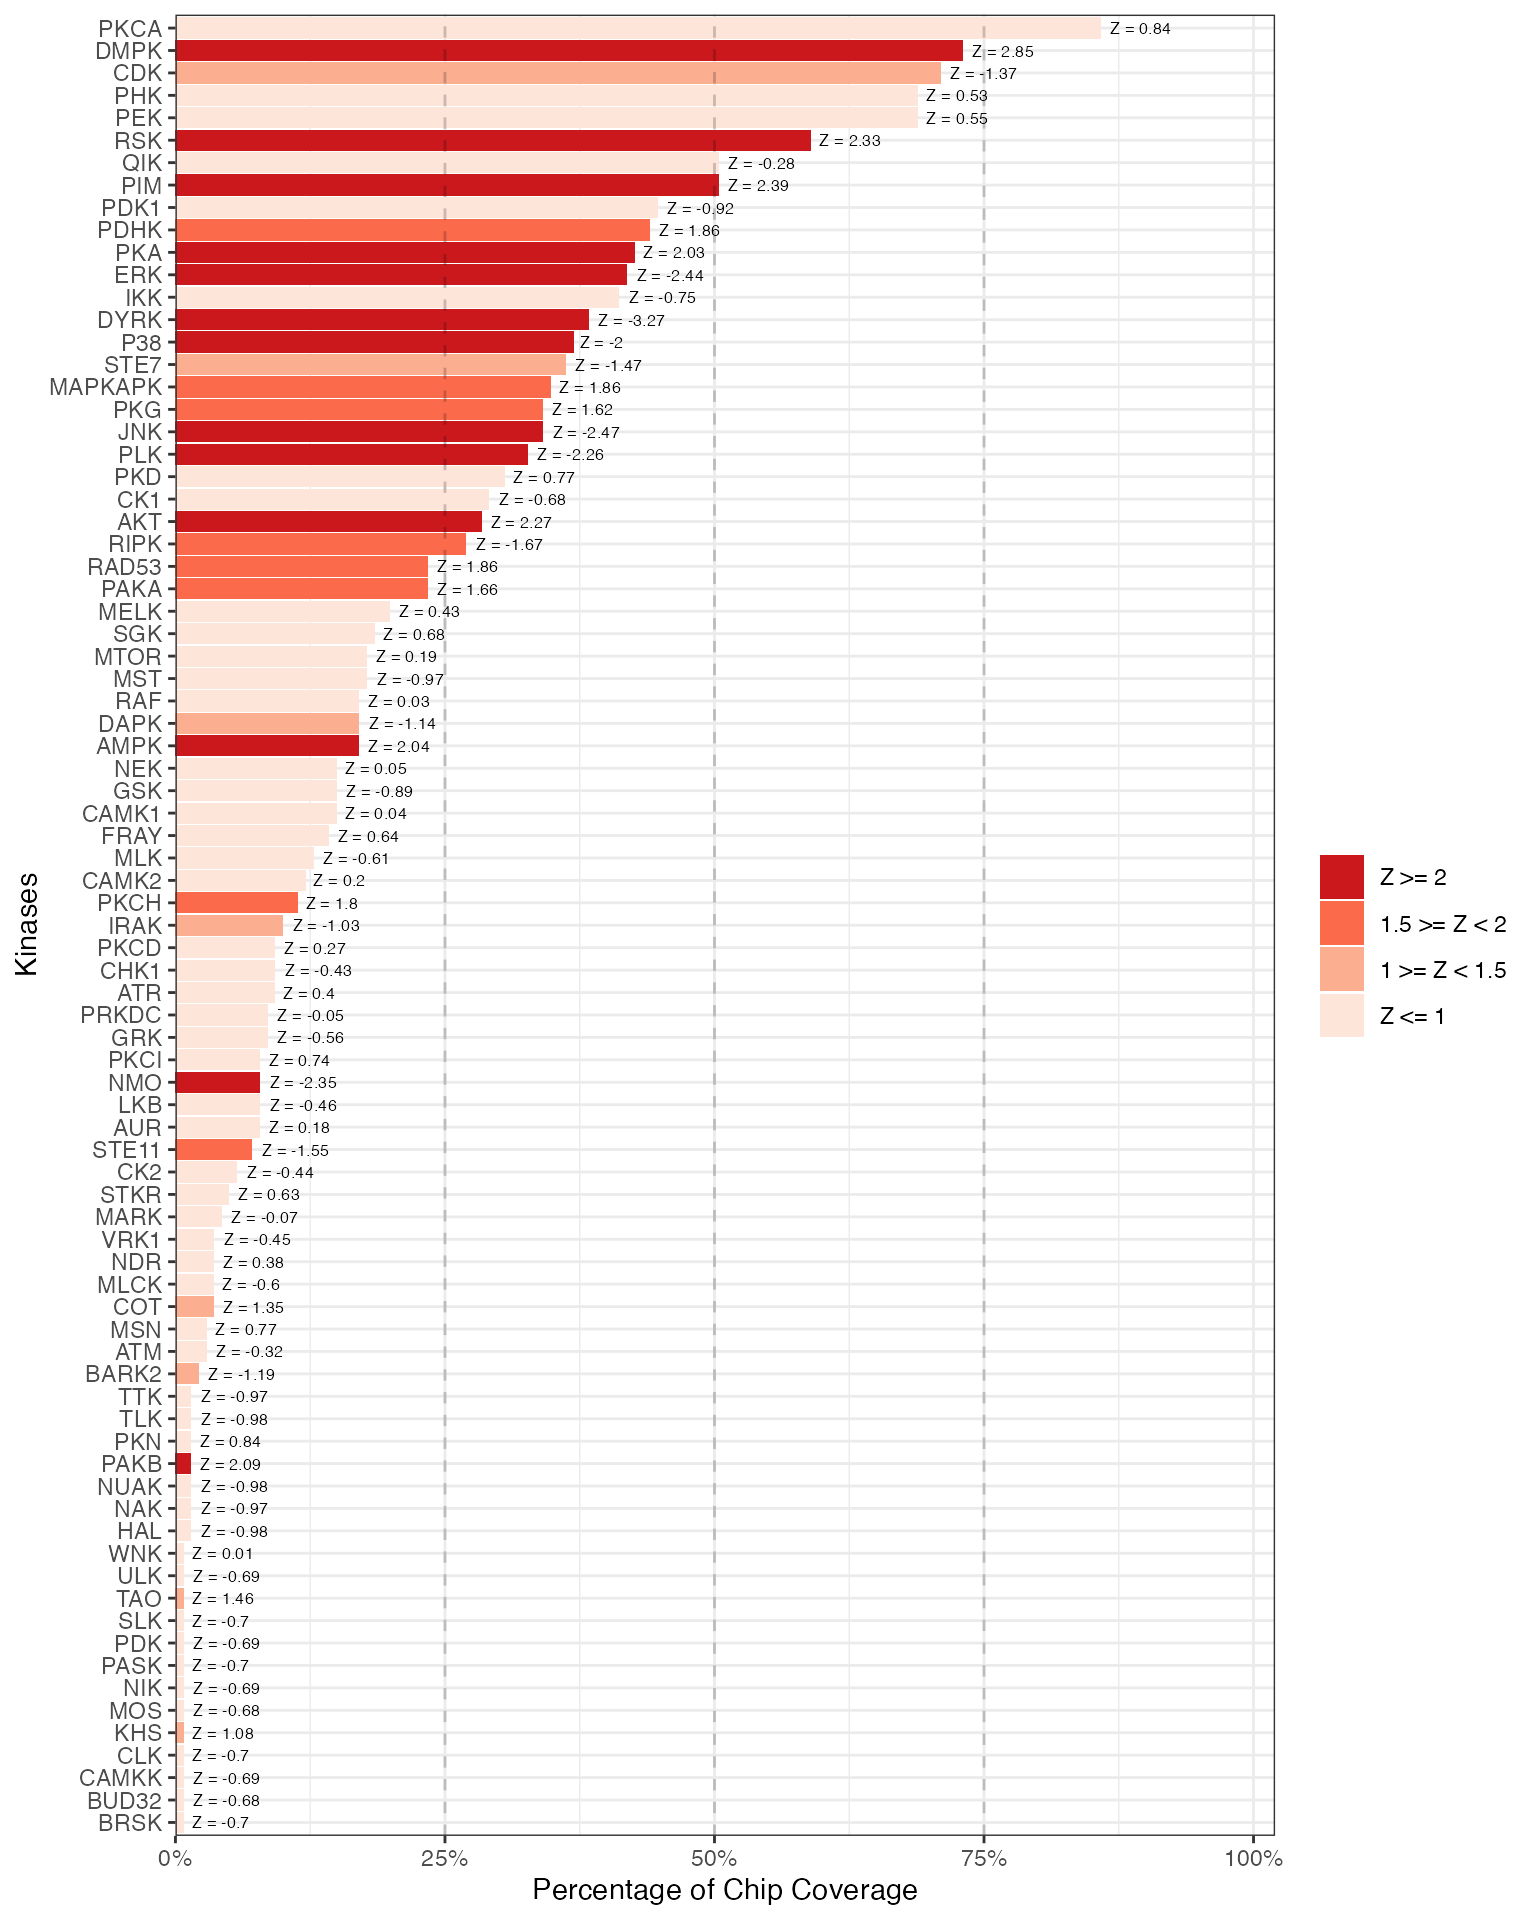 PKCA Z = 0.84
DMPK Z = 2.85
CDK Z = -1.37
PHK Z = 0.53
PEK Z = 0.55
RSK Z = 2.33
QIK Z = -0.28
PIM Z = 2.39
PDK1 Z = -0.92
PDHK Z = 1.86
PKA Z = 2.03
ERK Z = -2.44
IKK Z = -0.75
DYRK Z = -3.27
P38 Z = -2
STE7 Z = -1.47
MAPKAPK Z = 1.86
PKG Z = 1.62
JNK Z = -2.47
PLK Z = -2.26
PKD Z = 0.77
CK1 Z = -0.68
AKT Z = 2.27
RIPK Z = -1.67
RAD53 Z = 1.86
PAKA Z = 1.66
MELK Z = 0.43
SGK Z = 0.68
MTOR Z = 0.19
MST Z = -0.97
RAF Z = 0.03
DAPK Z = -1.14
AMPK Z = 2.04
NEK Z = 0.05
GSK Z = -0.89
CAMK1 Z = 0.04
FRAY Z = 0.64
MLK Z = -0.61
CAMK2 Z = 0.2
PKCH Z = 1.8
IRAK Z = -1.03
PKCD Z = 0.27
CHK1 Z = -0.43
ATR Z = 0.4
PRKDC Z = -0.05
GRK Z = -0.56
PKCI Z = 0.74
NMO Z = -2.35
LKB Z = -0.46
AUR Z = 0.18
STE11 Z = -1.55
CK2 Z = -0.44
STKR Z = 0.63
MARK Z = -0.07
VRK1 Z = -0.45
NDR Z = 0.38
MLCK Z = -0.6
COT Z = 1.35
MSN Z = 0.77
ATM Z = -0.32
BARK2 Z = -1.19
TTK Z = -0.97
TLK Z = -0.98
PKN Z = 0.84
PAKB Z = 2.09
NUAK Z = -0.98
NAK Z = -0.97
HAL Z = -0.98
WNK Z = 0.01
ULK Z = -0.69
TAO Z = 1.46
SLK Z = -0.7
PDK Z = -0.69
PASK Z = -0.7
NIK Z = -0.69
MOS Z = -0.68
KHS Z = 1.08
CLK Z = -0.7
CAMKK Z = -0.69
BUD32 Z = -0.68
BRSK Z = -0.7
0% 25% 50% 75% 100%
Percentage of Chip Coverage
Kinases
Z >= 2
1.5 >= Z < 2
1 >= Z < 1.5
Z <= 1